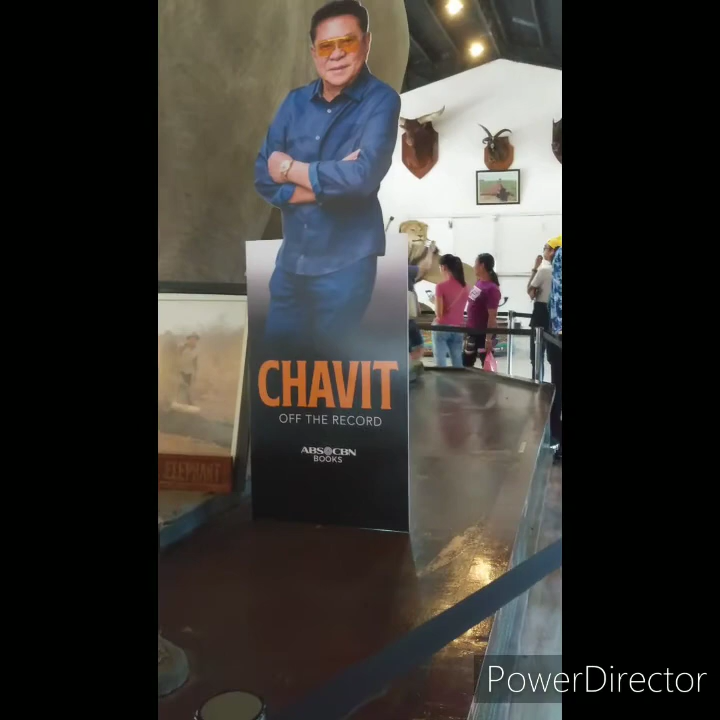 CHAVIT
OFF THE RECORD
ABS-CBN
BOOKS
ELEPHANT
PowerDirector